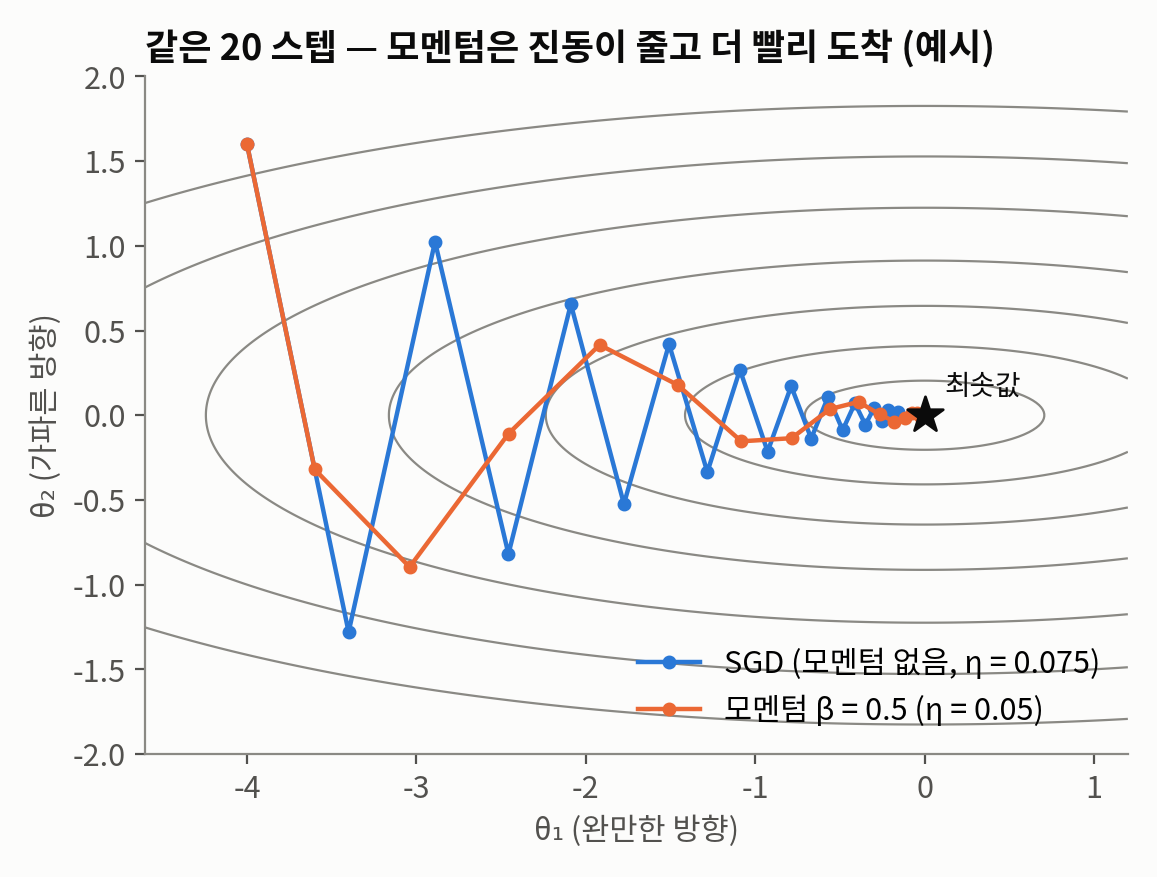 같은 20 스텝 — 모멘텀은 진동이 줄고 더 빨리 도착 (예시)
2.0
1.5
1.0
0.5
0.0
-0.5
-1.0
-1.5
-2.0
θ₂ (가파른 방향)
최솟값
SGD (모멘텀 없음, η = 0.075)
모멘텀 β = 0.5 (η = 0.05)
-4 -3 -2 -1 0 1
θ₁ (완만한 방향)